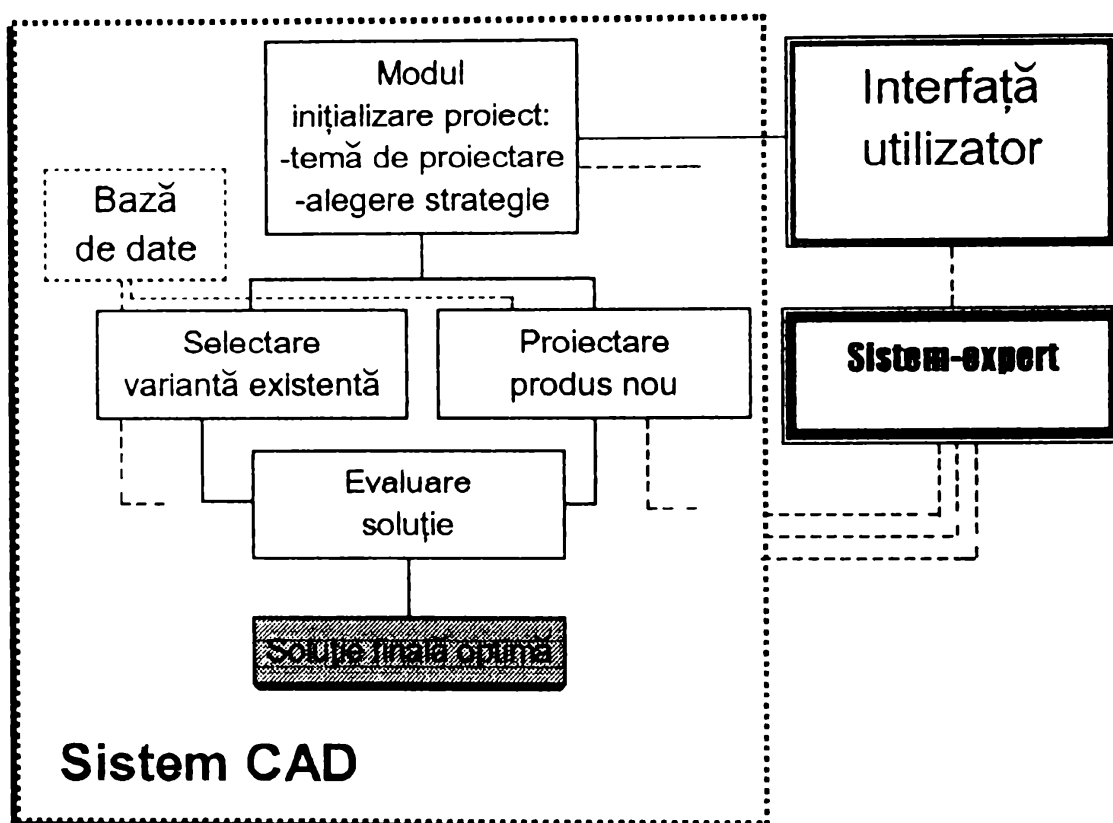 Modul
inițializare proiect:
-temă de proiectare
-alegere strategie
Interfață
utilizator
Bază
de date
Selectare
variantă existentă
Proiectare
produs nou
Sistem-expert
Evaluare
soluție
Soluție finală optimă
Sistem CAD